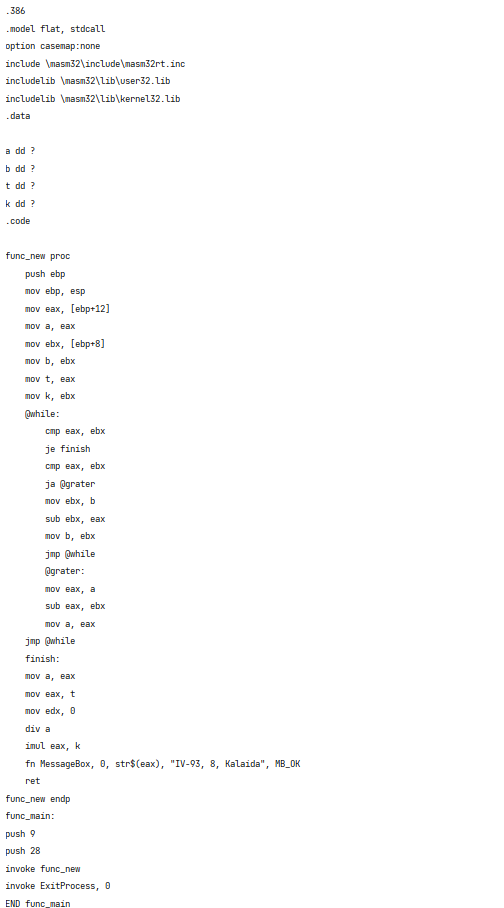 .386
.model flat, stdcall
option casemap:none
include \masm32\include\masm32rt.inc
includelib \masm32\lib\user32.lib
includelib \masm32\lib\kernel32.lib
.data
a dd ?
b dd ?
t dd ?
k dd ?
.code
func_new proc
push ebp
mov ebp, esp
mov eax, [ebp+12]
mov a, eax
mov ebx, [ebp+8]
mov b, ebx
mov t, eax
mov k, ebx
@while:
cmp eax, ebx
je finish
cmp eax, ebx
ja @grater
mov ebx, b
sub ebx, eax
mov b, ebx
jmp @while
@grater:
mov eax, a
sub eax, ebx
mov a, eax
jmp @while
finish:
mov a, eax
mov eax, t
mov edx, 0
div a
imul eax, k
fn MessageBox, 0, str$(eax), "IV-93, 8, Kalaida", MB_OK
ret
func_new endp
func_main:
push 9
push 28
invoke func_new
invoke ExitProcess, 0
END func_main